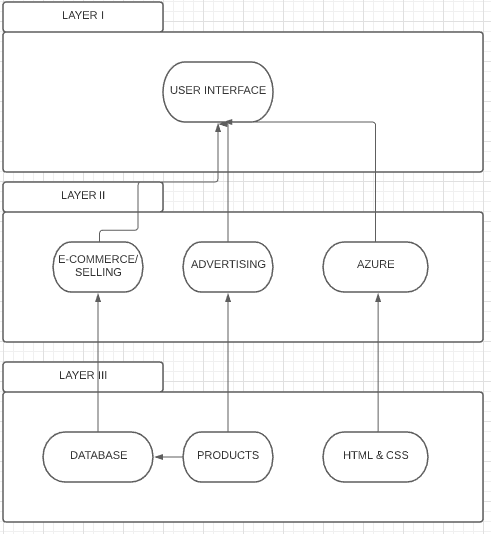 LAYER I
USER INTERFACE
LAYER II
E-COMMERCE/
SELLING
ADVERTISING
AZURE
LAYER III
DATABASE
PRODUCTS
HTML & CSS